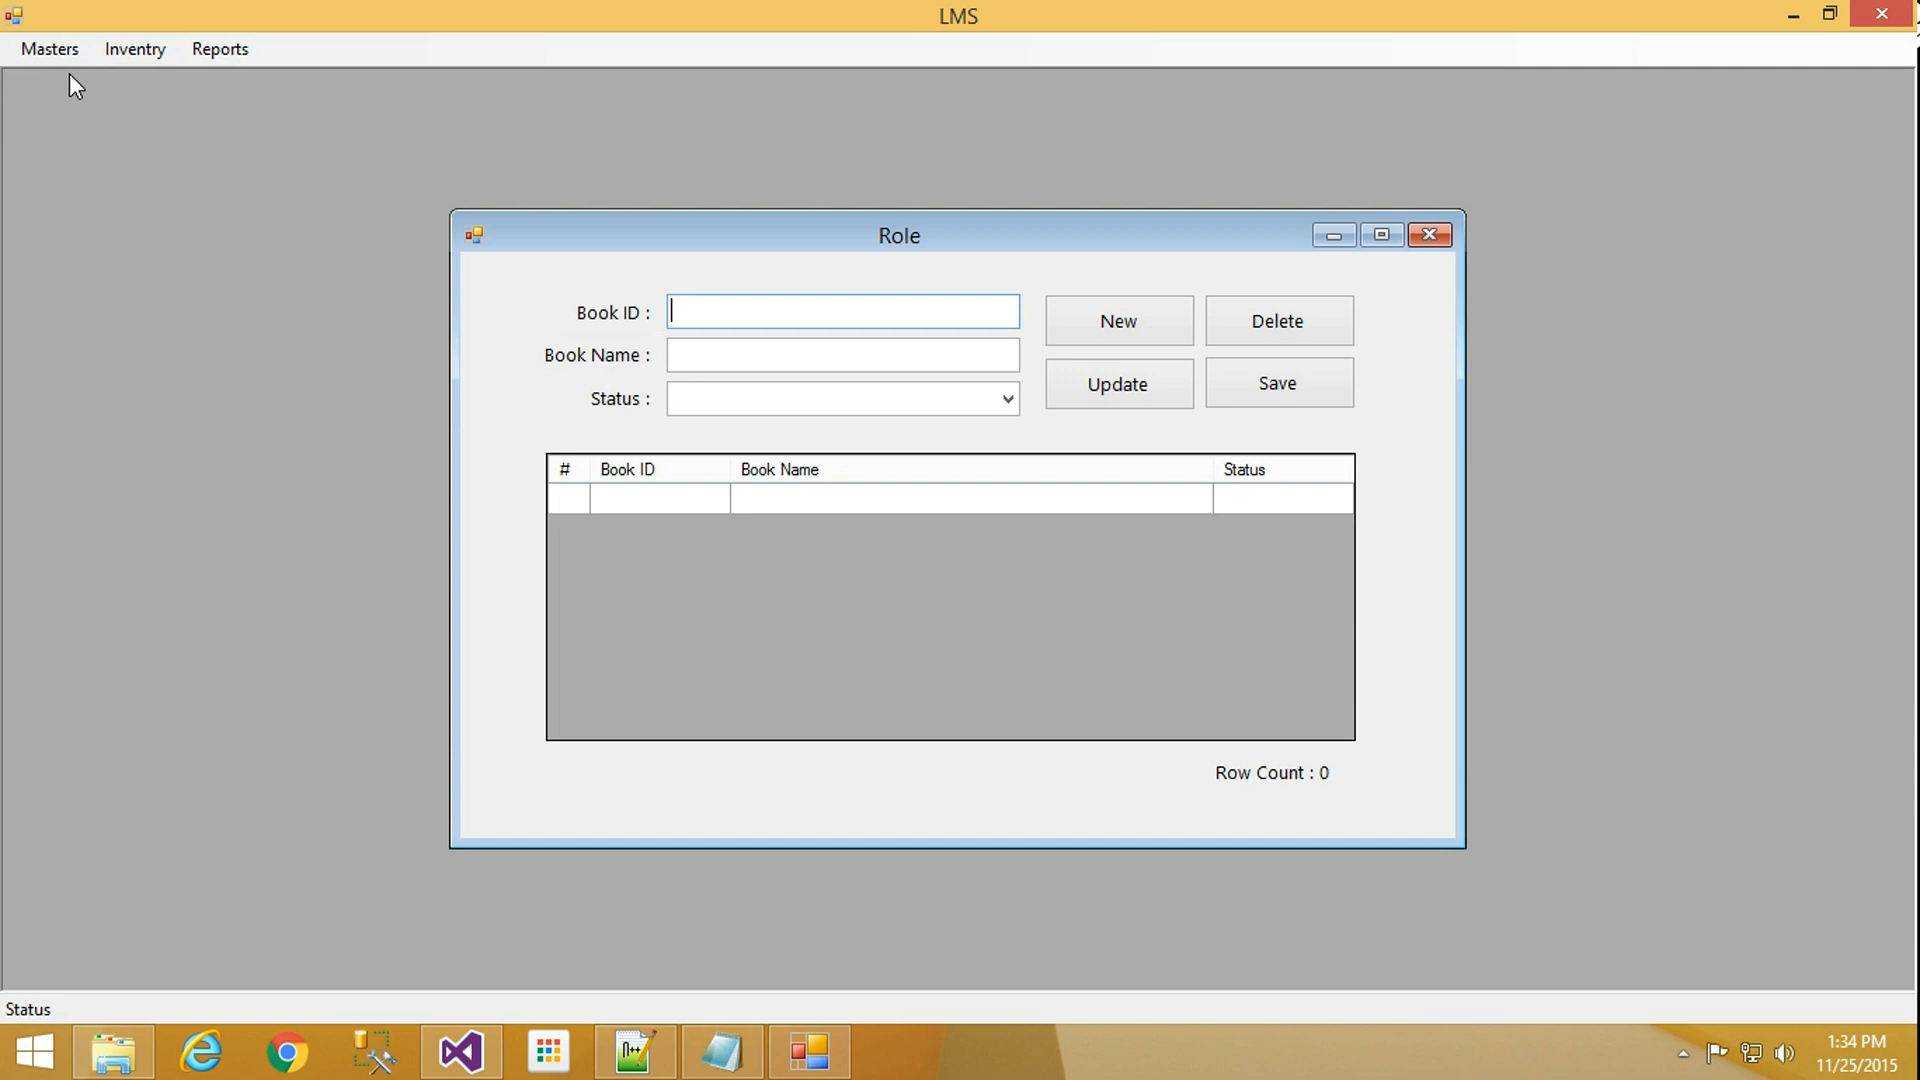 LMS
Masters Inventry Reports
Role
Book ID :
New Delete
Book Name :
Update Save
Status :
# Book ID Book Name Status
Row Count : 0
Status
n++
1:34 PM
11/25/2015